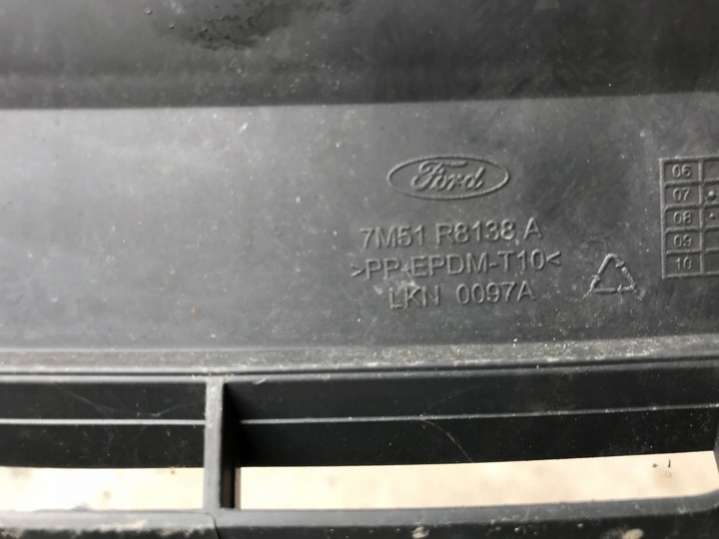 Ford
7M51 R8138 A
>PP-EPDM-T10<
LKN 0097A
06
07
08
09
10